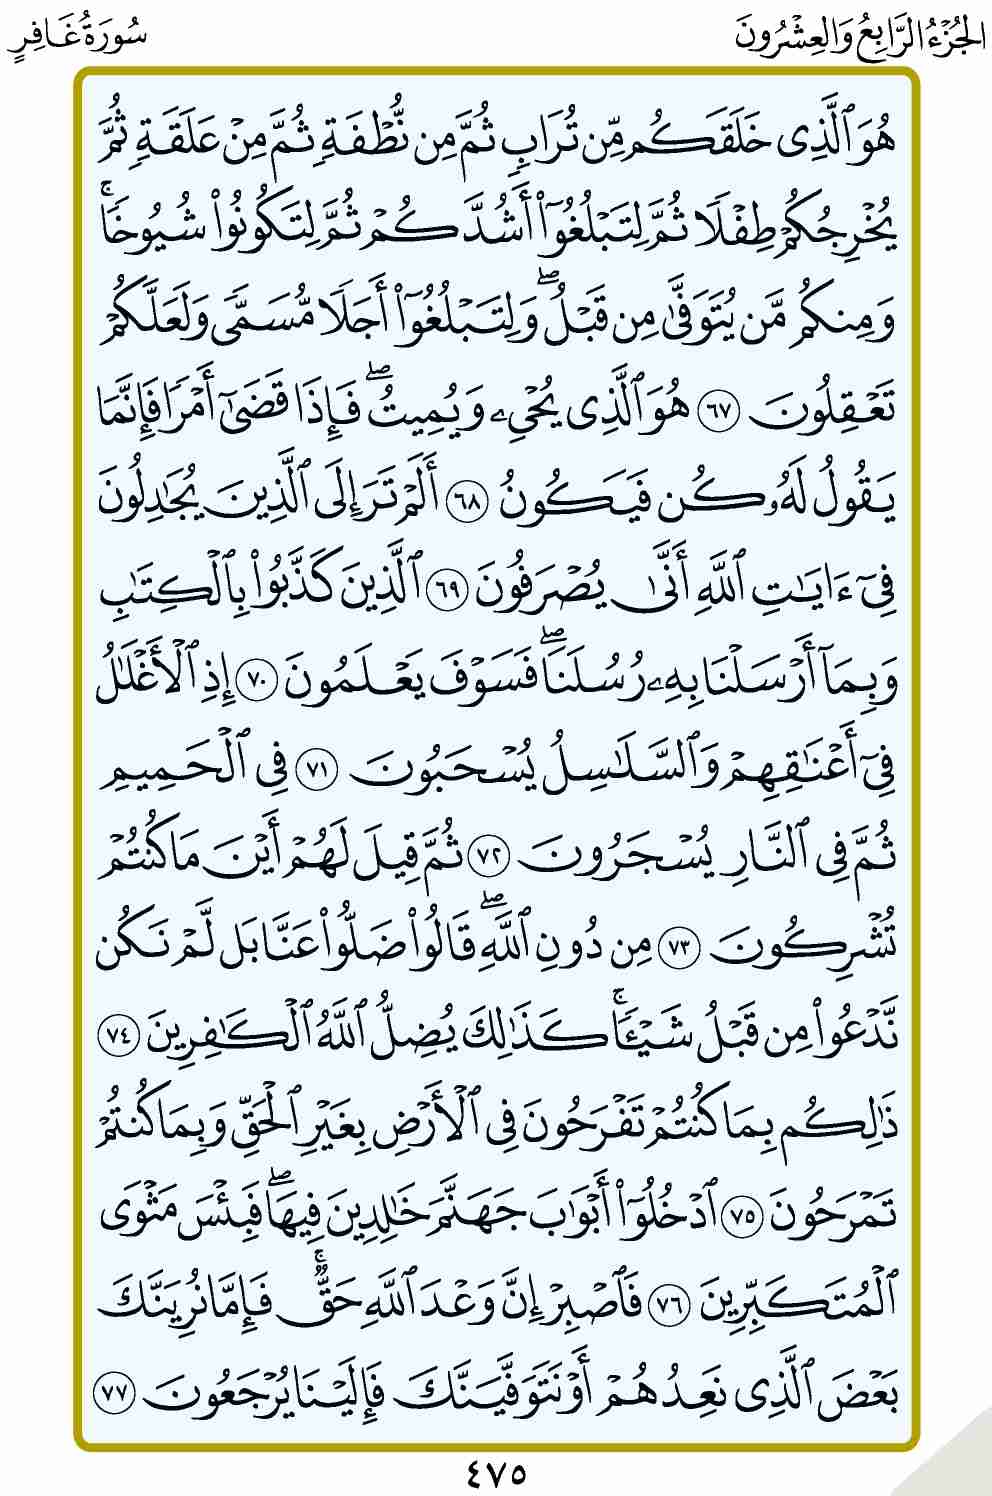 الجُزْءُ الرَّابِعُ وَالعِشْرُونَ
سُورَةُ غَافِرٍ
هُوَ ٱلَّذِى خَلَقَكُم مِّن تُرَابٖ ثُمَّ مِن نُّطۡفَةٖ ثُمَّ مِنۡ عَلَقَةٖ ثُمَّ
يُخۡرِجُكُمۡ طِفۡلٗا ثُمَّ لِتَبۡلُغُوٓاْ أَشُدَّكُمۡ ثُمَّ لِتَكُونُواْ شُيُوخٗاۚ
وَمِنكُم مَّن يُتَوَفَّىٰ مِن قَبۡلُۖ وَلِتَبۡلُغُوٓاْ أَجَلٗا مُّسَمّٗى وَلَعَلَّكُمۡ
تَعۡقِلُونَ ٦٧ هُوَ ٱلَّذِى يُحۡيِۦ وَيُمِيتُۖ فَإِذَا قَضَىٰٓ أَمۡرٗا فَإِنَّمَا
يَقُولُ لَهُۥ كُن فَيَكُونُ ٦٨ أَلَمۡ تَرَ إِلَى ٱلَّذِينَ يُجَٰدِلُونَ
فِىٓ ءَايَٰتِ ٱللَّهِ أَنَّىٰ يُصۡرَفُونَ ٦٩ ٱلَّذِينَ كَذَّبُواْ بِٱلۡكِتَٰبِ
وَبِمَآ أَرۡسَلۡنَا بِهِۦ رُسُلَنَاۖ فَسَوۡفَ يَعۡلَمُونَ ٧٠ إِذِ ٱلۡأَغۡلَٰلُ
فِىٓ أَعۡنَٰقِهِمۡ وَٱلسَّلَٰسِلُ يُسۡحَبُونَ ٧١ فِى ٱلۡحَمِيمِ
ثُمَّ فِى ٱلنَّارِ يُسۡجَرُونَ ٧٢ ثُمَّ قِيلَ لَهُمۡ أَيۡنَ مَا كُنتُمۡ
تُشۡرِكُونَ ٧٣ مِن دُونِ ٱللَّهِۖ قَالُواْ ضَلُّواْ عَنَّا بَل لَّمۡ نَكُن
نَّدۡعُواْ مِن قَبۡلُ شَيۡـٔٗاۚ كَذَٰلِكَ يُضِلُّ ٱللَّهُ ٱلۡكَٰفِرِينَ ٧٤
ذَٰلِكُم بِمَا كُنتُمۡ تَفۡرَحُونَ فِى ٱلۡأَرۡضِ بِغَيۡرِ ٱلۡحَقِّ وَبِمَا كُنتُمۡ
تَمۡرَحُونَ ٧٥ ٱدۡخُلُوٓاْ أَبۡوَٰبَ جَهَنَّمَ خَٰلِدِينَ فِيهَاۖ فَبِئۡسَ مَثۡوَى
ٱلۡمُتَكَبِّرِينَ ٧٦ فَٱصۡبِرۡ إِنَّ وَعۡدَ ٱللَّهِ حَقّٞۚ فَإِمَّا نُرِيَنَّكَ
بَعۡضَ ٱلَّذِى نَعِدُهُمۡ أَوۡ نَتَوَفَّيَنَّكَ فَإِلَيۡنَا يُرۡجَعُونَ ٧٧
٤٧٥